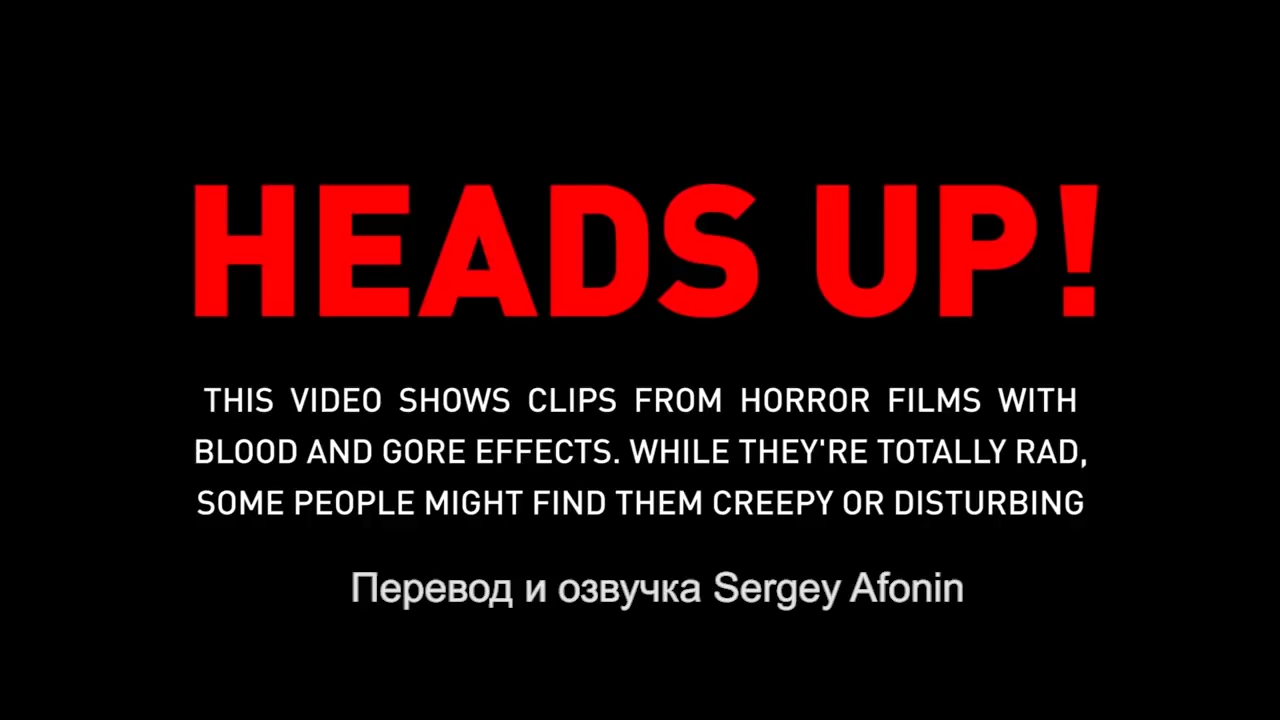 HEADS UP!
THIS VIDEO SHOWS CLIPS FROM HORROR FILMS WITH
BLOOD AND GORE EFFECTS. WHILE THEY'RE TOTALLY RAD,
SOME PEOPLE MIGHT FIND THEM CREEPY OR DISTURBING
Перевод и озвучка Sergey Afonin